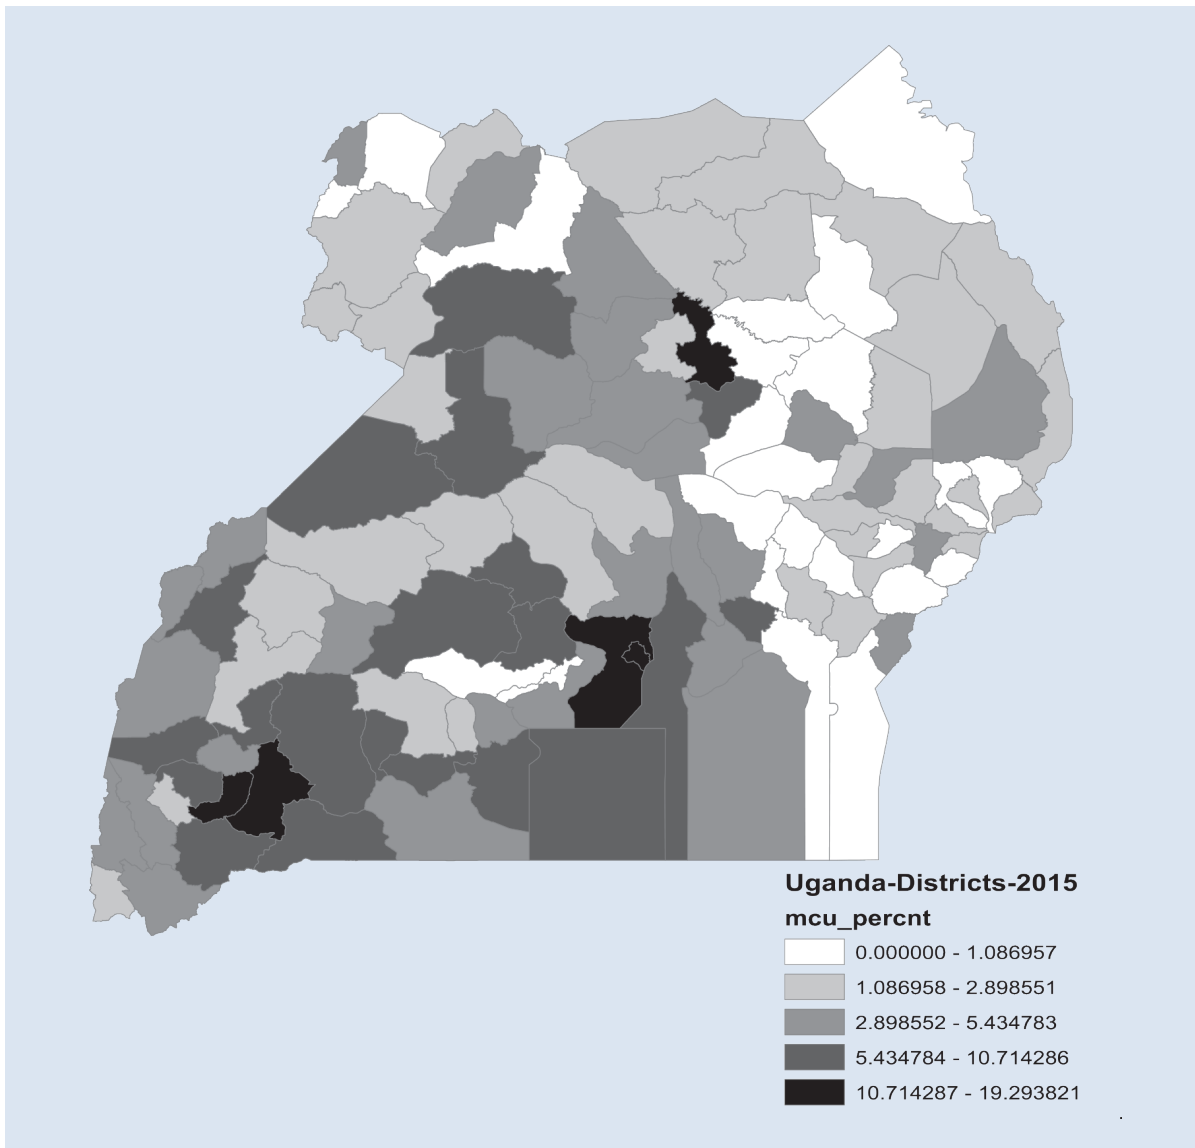 Uganda-Districts-2015
mcu_percnt
0.000000 - 1.086957
1.086958 - 2.898551
2.898552 - 5.434783
5.434784 - 10.714286
10.714287 - 19.293821